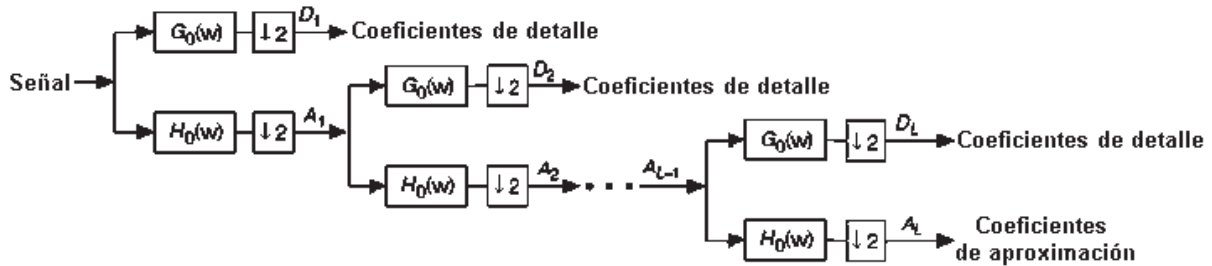 G₀(w) ↓2 D₁ Coeficientes de detalle
Señal
H₀(w) ↓2 A₁
G₀(w) ↓2 D₂ Coeficientes de detalle
H₀(w) ↓2 A₂ • • • A_L−1
G₀(w) ↓2 D_L Coeficientes de detalle
H₀(w) ↓2 A_L Coeficientes
de aproximación